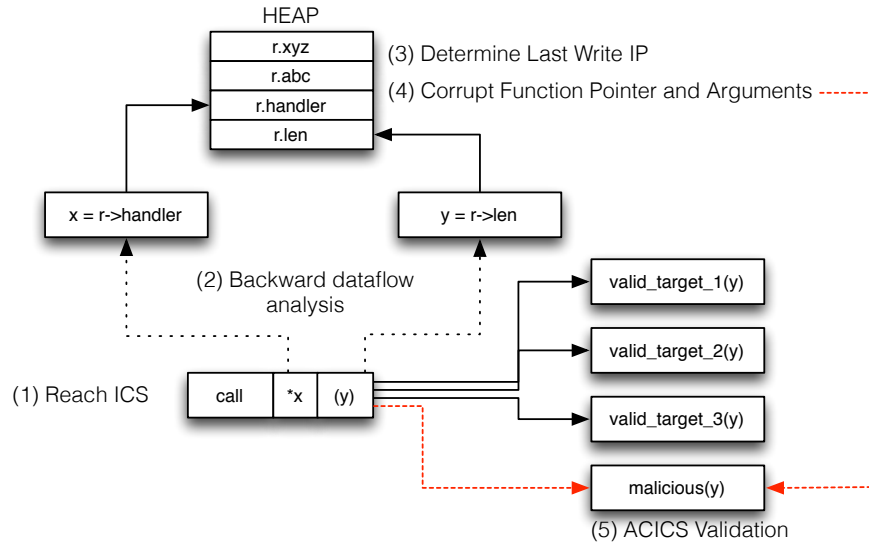 HEAP
r.xyz
(3) Determine Last Write IP
r.abc
(4) Corrupt Function Pointer and Arguments
r.handler
r.len
x = r->handler
y = r->len
(2) Backward dataflow
analysis
valid_target_1(y)
valid_target_2(y)
(1) Reach ICS
call
*x
(y)
valid_target_3(y)
malicious(y)
(5) ACICS Validation